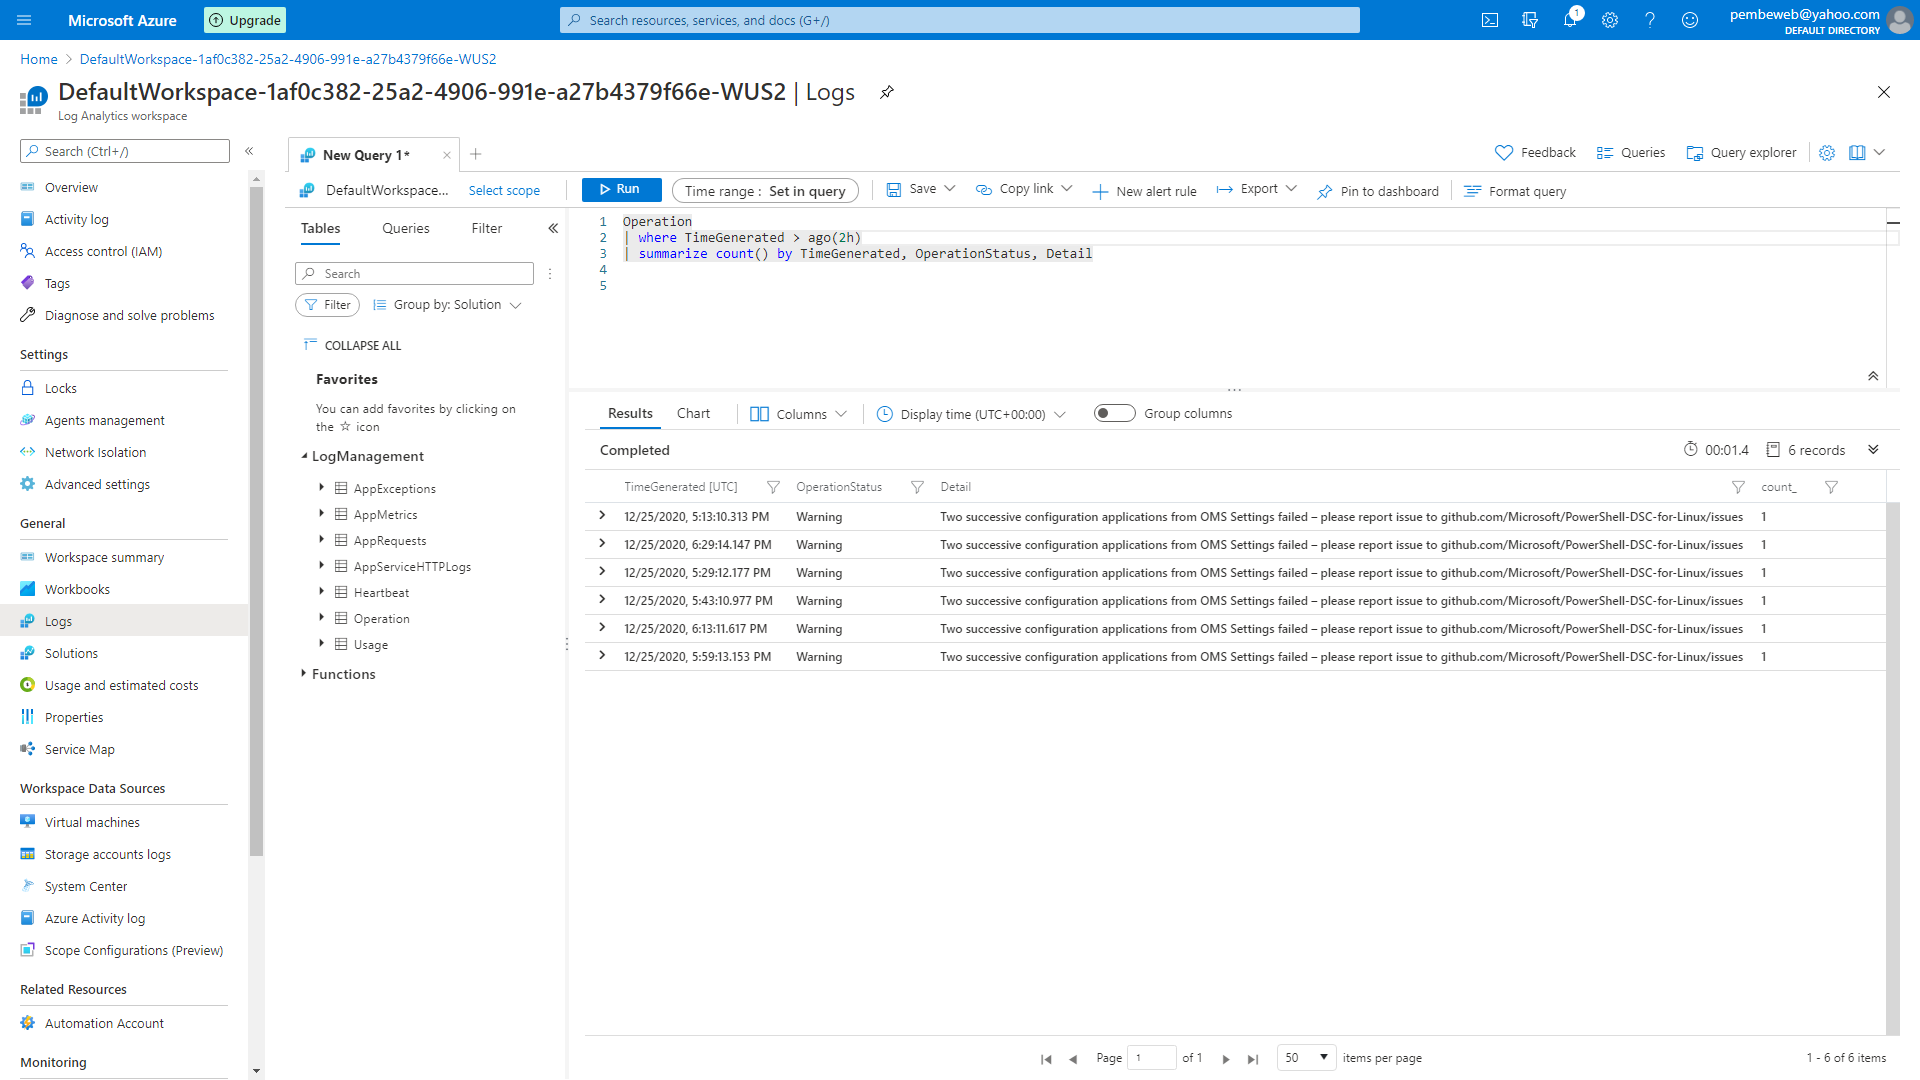 Microsoft Azure
Upgrade
Search resources, services, and docs (G+/)
1
pembeweb@yahoo.com
DEFAULT DIRECTORY
Home > DefaultWorkspace-1af0c382-25a2-4906-991e-a27b4379f66e-WUS2
DefaultWorkspace-1af0c382-25a2-4906-991e-a27b4379f66e-WUS2 | Logs
Log Analytics workspace
Search (Ctrl+/)
Overview
Activity log
Access control (IAM)
Tags
Diagnose and solve problems
Settings
Locks
Agents management
Network Isolation
Advanced settings
General
Workspace summary
Workbooks
Logs
Solutions
Usage and estimated costs
Properties
Service Map
Workspace Data Sources
Virtual machines
Storage accounts logs
System Center
Azure Activity log
Scope Configurations (Preview)
Related Resources
Automation Account
Monitoring
New Query 1*
Feedback
Queries
Query explorer
DefaultWorkspace...
Select scope
Run
Time range : Set in query
Save
Copy link
New alert rule
Export
Pin to dashboard
Format query
Tables
Queries
Filter
Search
Filter
Group by: Solution
COLLAPSE ALL
Favorites
You can add favorites by clicking on
the ☆ icon
LogManagement
AppExceptions
AppMetrics
AppRequests
AppServiceHTTPLogs
Heartbeat
Operation
Usage
Functions
1 Operation
2 | where TimeGenerated > ago(2h)
3 | summarize count() by TimeGenerated, OperationStatus, Detail
4
5
Results
Chart
Columns
Display time (UTC+00:00)
Group columns
Completed
00:01.4
6 records
TimeGenerated [UTC] OperationStatus Detail count_
12/25/2020, 5:13:10.313 PM Warning Two successive configuration applications from OMS Settings failed – please report issue to github.com/Microsoft/PowerShell-DSC-for-Linux/issues 1
12/25/2020, 6:29:14.147 PM Warning Two successive configuration applications from OMS Settings failed – please report issue to github.com/Microsoft/PowerShell-DSC-for-Linux/issues 1
12/25/2020, 5:29:12.177 PM Warning Two successive configuration applications from OMS Settings failed – please report issue to github.com/Microsoft/PowerShell-DSC-for-Linux/issues 1
12/25/2020, 5:43:10.977 PM Warning Two successive configuration applications from OMS Settings failed – please report issue to github.com/Microsoft/PowerShell-DSC-for-Linux/issues 1
12/25/2020, 6:13:11.617 PM Warning Two successive configuration applications from OMS Settings failed – please report issue to github.com/Microsoft/PowerShell-DSC-for-Linux/issues 1
12/25/2020, 5:59:13.153 PM Warning Two successive configuration applications from OMS Settings failed – please report issue to github.com/Microsoft/PowerShell-DSC-for-Linux/issues 1
Page 1 of 1
50 items per page
1 - 6 of 6 items